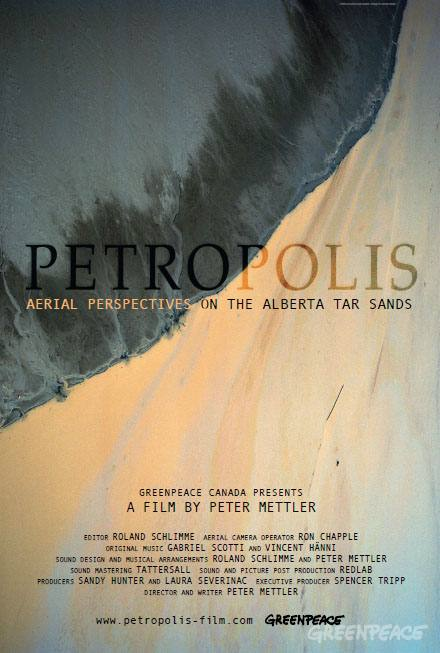 PETROPOLIS
AERIAL PERSPECTIVES ON THE ALBERTA TAR SANDS
GREENPEACE CANADA PRESENTS
A FILM BY PETER METTLER
EDITOR ROLAND SCHLIMME AERIAL CAMERA OPERATOR RON CHAPPLE
ORIGINAL MUSIC GABRIEL SCOTTI AND VINCENT HÄNNI
SOUND DESIGN AND MUSICAL ARRANGEMENTS ROLAND SCHLIMME AND PETER METTLER
SOUND MASTERING TATTERSALL SOUND AND PICTURE POST PRODUCTION REDLAB
PRODUCERS SANDY HUNTER AND LAURA SEVERINAC EXECUTIVE PRODUCER SPENCER TRIPP
DIRECTOR AND WRITER PETER METTLER
www.petropolis-film.com GREENPEACE
GREENPEACE